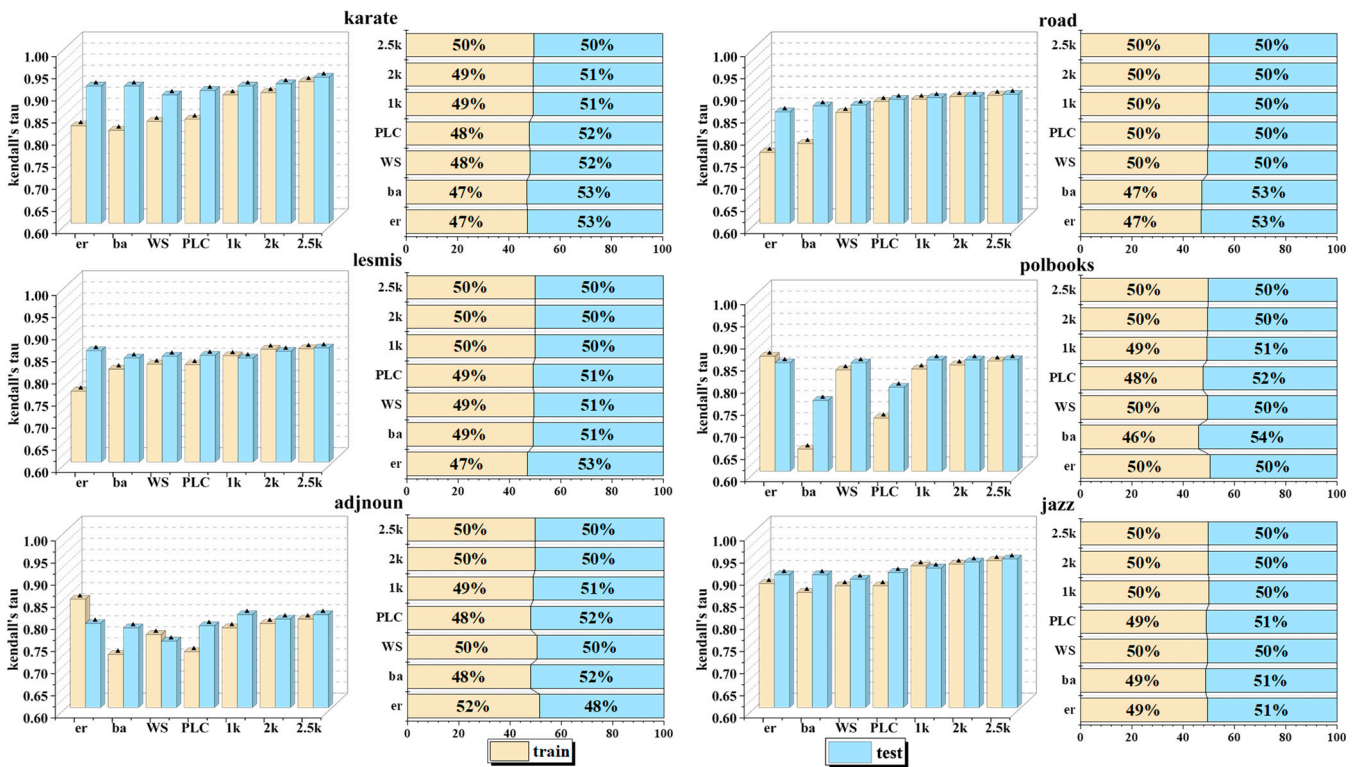 karate
kendall's tau
1.00
0.95
0.90
0.85
0.80
0.75
0.70
0.65
0.60
er ba WS PLC 1k 2k 2.5k
2.5k 50% 50%
2k 49% 51%
1k 49% 51%
PLC 48% 52%
WS 48% 52%
ba 47% 53%
er 47% 53%
0 20 40 60 80 100
road
kendall's tau
1.00
0.95
0.90
0.85
0.80
0.75
0.70
0.65
0.60
er ba WS PLC 1k 2k 2.5k
2.5k 50% 50%
2k 50% 50%
1k 50% 50%
PLC 50% 50%
WS 50% 50%
ba 47% 53%
er 47% 53%
0 20 40 60 80 100
lesmis
kendall's tau
1.00
0.95
0.90
0.85
0.80
0.75
0.70
0.65
0.60
er ba WS PLC 1k 2k 2.5k
2.5k 50% 50%
2k 50% 50%
1k 50% 50%
PLC 49% 51%
WS 49% 51%
ba 49% 51%
er 47% 53%
0 20 40 60 80 100
polbooks
kendall's tau
1.00
0.95
0.90
0.85
0.80
0.75
0.70
0.65
0.60
er ba WS PLC 1k 2k 2.5k
2.5k 50% 50%
2k 50% 50%
1k 49% 51%
PLC 48% 52%
WS 50% 50%
ba 46% 54%
er 50% 50%
0 20 40 60 80 100
adjnoun
kendall's tau
1.00
0.95
0.90
0.85
0.80
0.75
0.70
0.65
0.60
er ba WS PLC 1k 2k 2.5k
2.5k 50% 50%
2k 50% 50%
1k 49% 51%
PLC 48% 52%
WS 50% 50%
ba 48% 52%
er 52% 48%
0 20 40 60 80 100
jazz
kendall's tau
1.00
0.95
0.90
0.85
0.80
0.75
0.70
0.65
0.60
er ba WS PLC 1k 2k 2.5k
2.5k 50% 50%
2k 50% 50%
1k 50% 50%
PLC 49% 51%
WS 50% 50%
ba 49% 51%
er 49% 51%
0 20 40 60 80 100
train
test